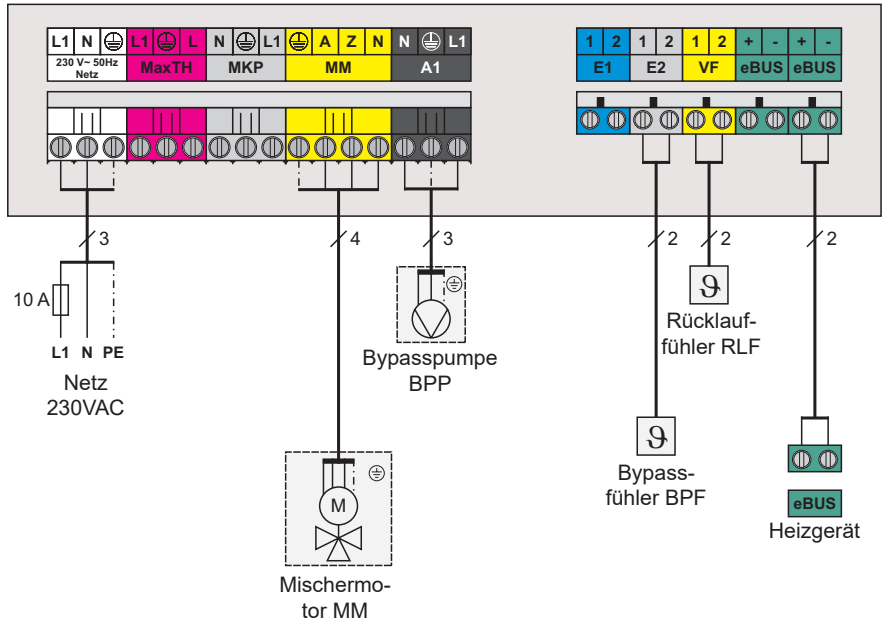 L1 N L1 L N L1 A Z N N L1 1 2 1 2 1 2 + - + -
230 V~ 50Hz
Netz
MaxTH MKP MM A1 E1 E2 VF eBUS eBUS
3 4 3 2 2 2
10 A
L1 N PE
Netz
230VAC
Bypasspumpe
BPP
M
Mischermo-
tor MM
ϑ
Rücklauf-
fühler RLF
ϑ
Bypass-
fühler BPF
eBUS
Heizgerät